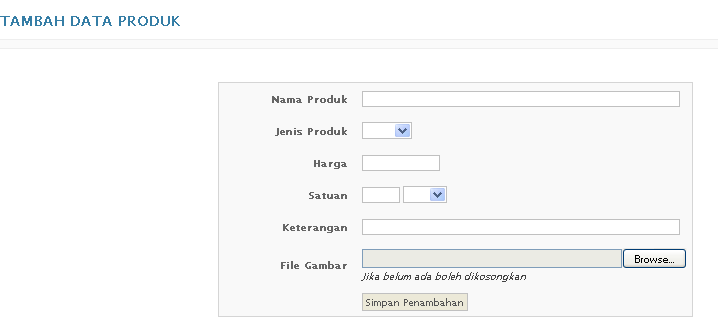 TAMBAH DATA PRODUK
Nama Produk
Jenis Produk
Harga
Satuan
Keterangan
File Gambar Browse...
Jika belum ada boleh dikosongkan
Simpan Penambahan